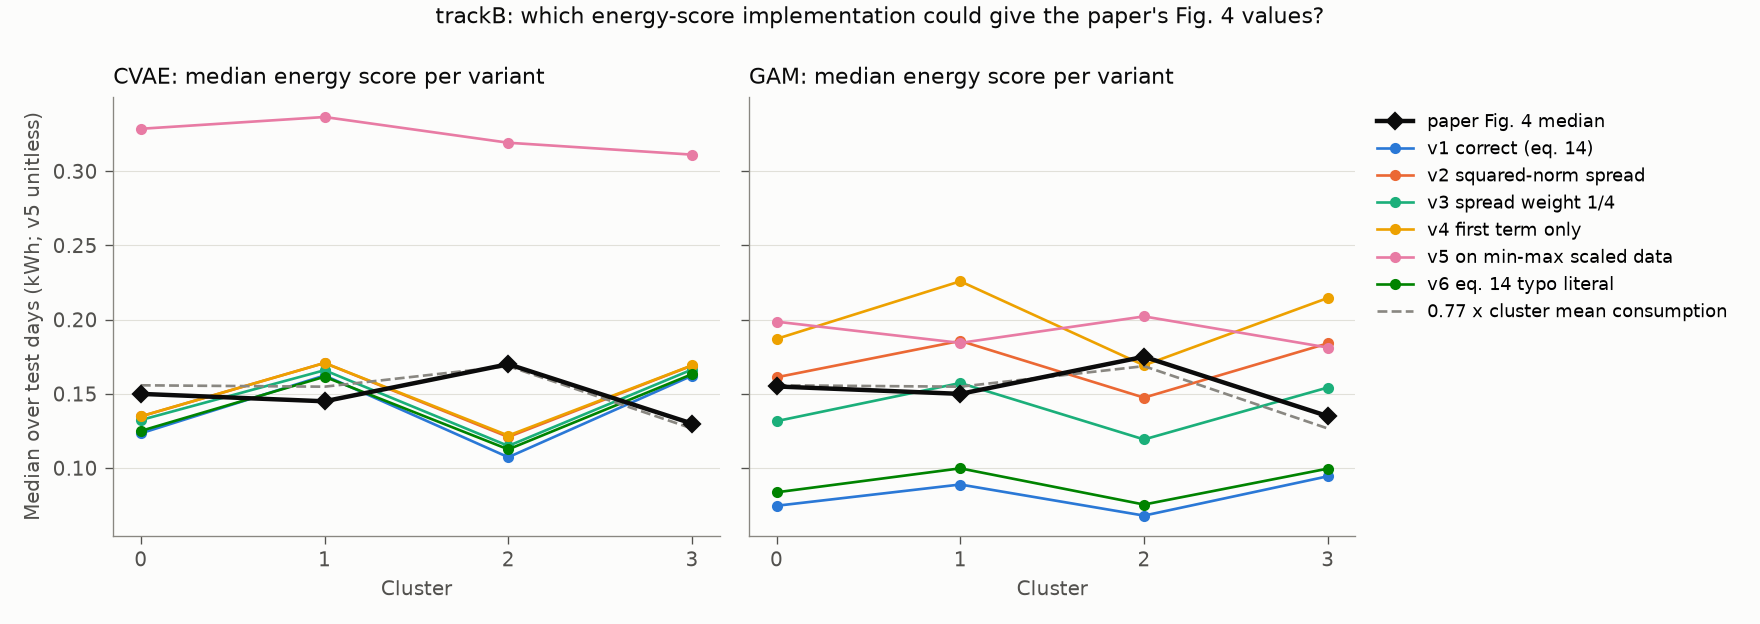 trackB: which energy-score implementation could give the paper's Fig. 4 values?
CVAE: median energy score per variant
GAM: median energy score per variant
Median over test days (kWh; v5 unitless)
0.30
0.25
0.20
0.15
0.10
0 1 2 3
Cluster
0 1 2 3
Cluster
paper Fig. 4 median
v1 correct (eq. 14)
v2 squared-norm spread
v3 spread weight 1/4
v4 first term only
v5 on min-max scaled data
v6 eq. 14 typo literal
0.77 x cluster mean consumption